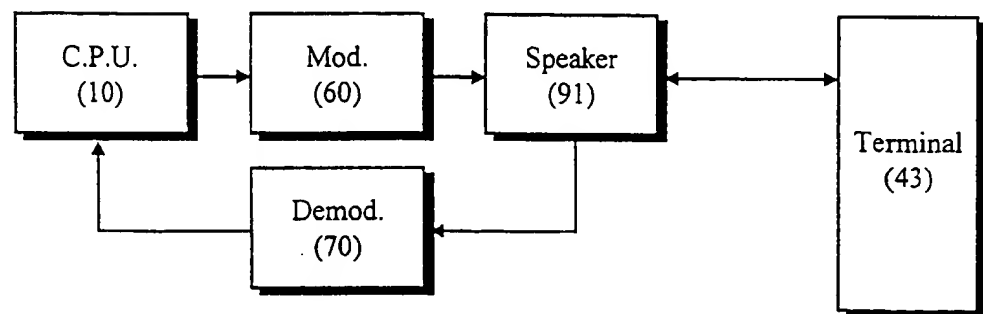 C.P.U.
(10)
Mod.
(60)
Speaker
(91)
Terminal
(43)
Demod.
(70)